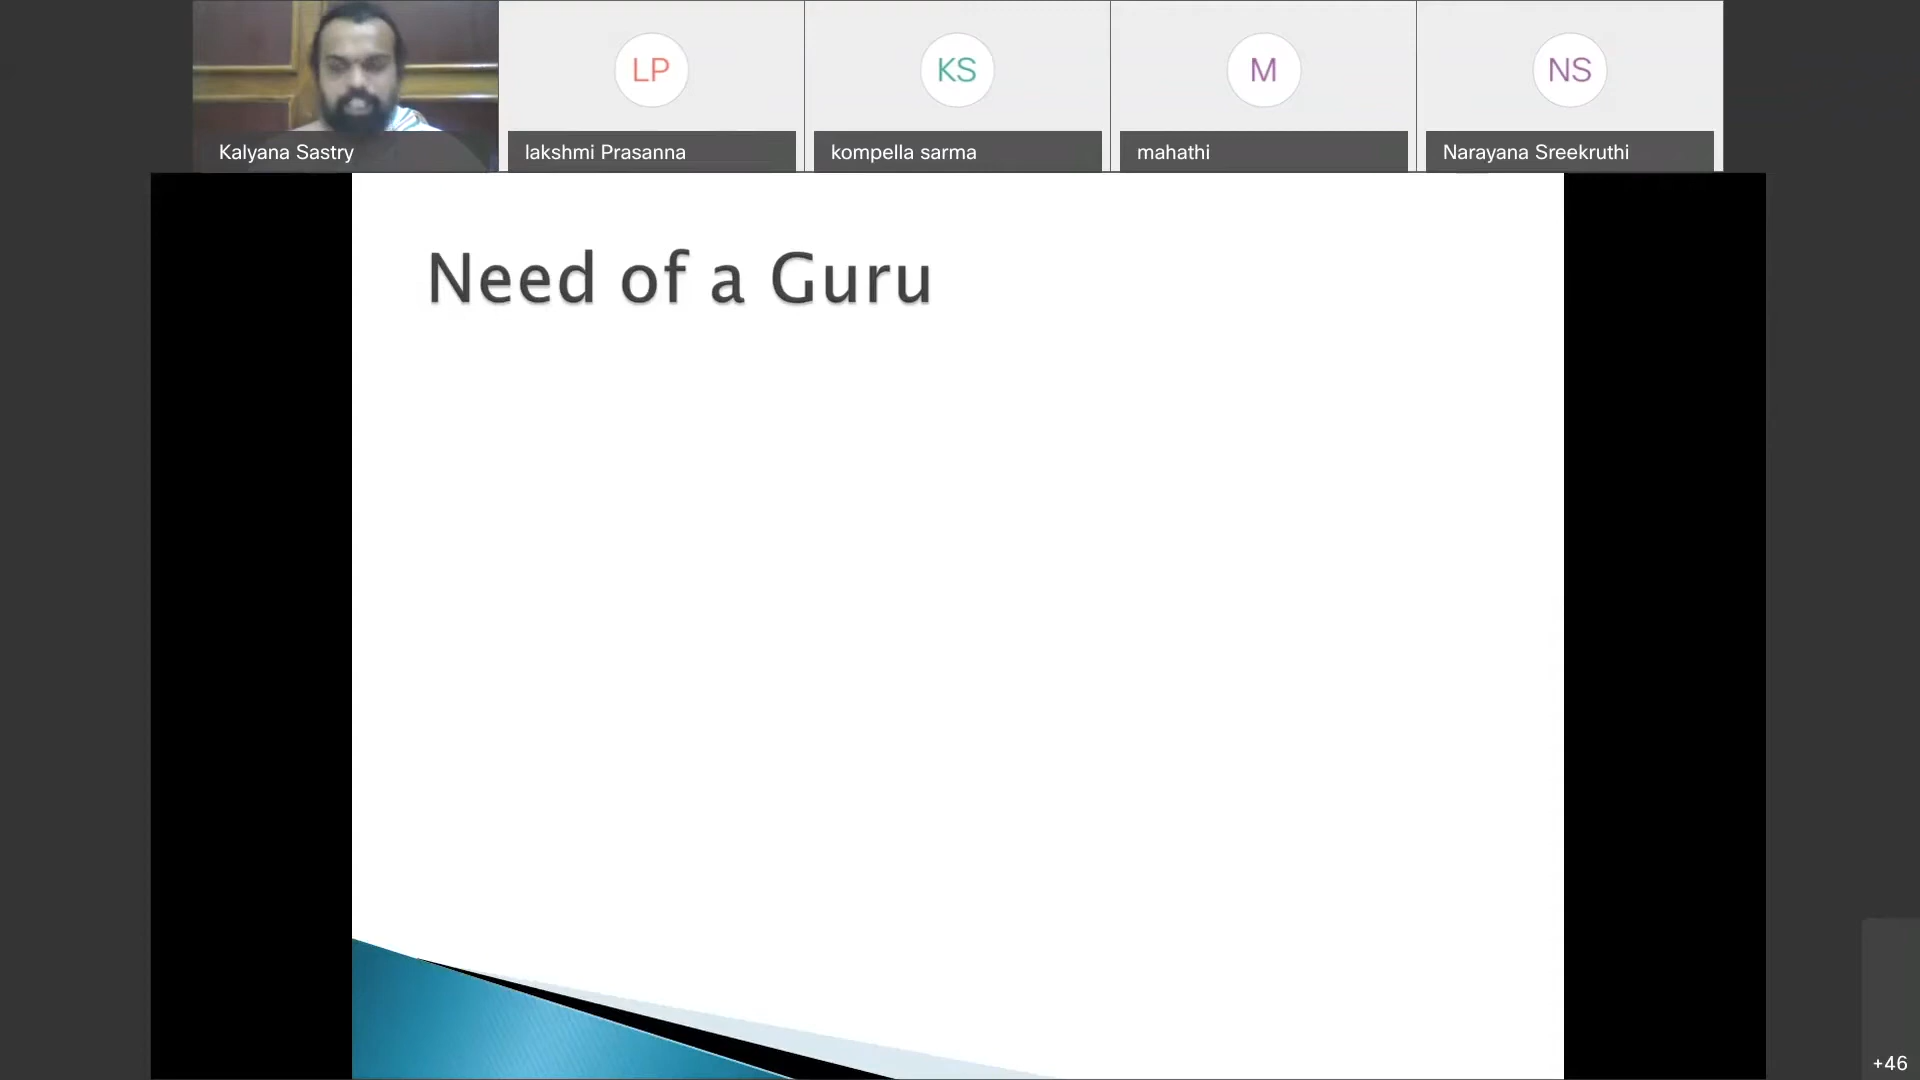 LP
KS
M
NS
Kalyana Sastry
lakshmi Prasanna
kompella sarma
mahathi
Narayana Sreekruthi
Need of a Guru
+46